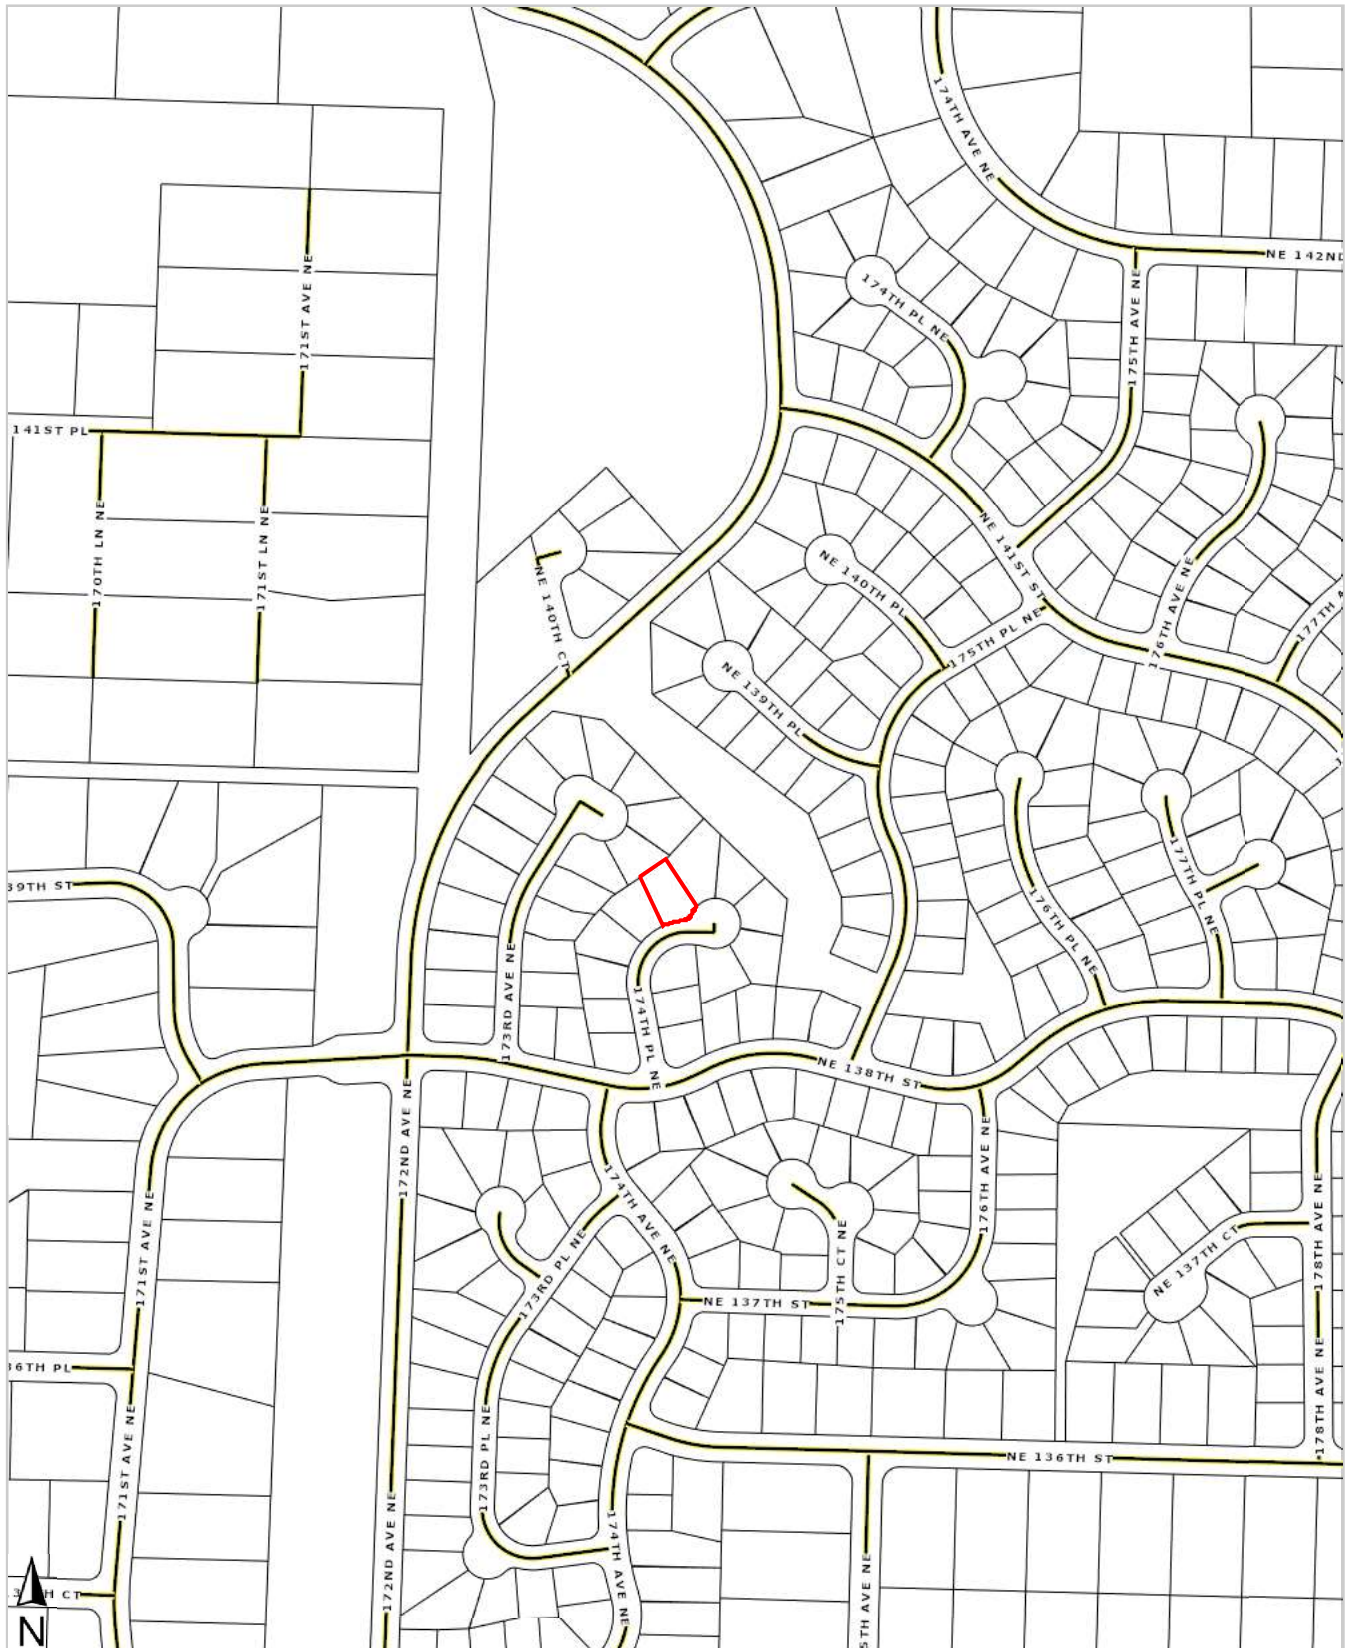 174TH AVE NE
NE 142ND
171ST AVE NE
174TH PL NE
175TH AVE NE
141ST PL
170TH LN NE
171ST LN NE
NE 141ST ST
NE 140TH CT
NE 140TH PL
175TH PL NE
176TH AVE NE
177TH A
NE 139TH PL
39TH ST
177TH PL NE
176TH PL NE
173RD AVE NE
174TH PL NE
NE 138TH ST
172ND AVE NE
174TH AVE NE
176TH AVE NE
173RD PL NE
175TH CT NE
NE 137TH ST
NE 137TH CT
178TH AVE NE
171ST AVE NE
36TH PL
178TH AVE NE
171ST AVE NE
173RD PL NE
NE 136TH ST
172ND AVE NE
174TH AVE NE
5TH AVE NE
H CT
N